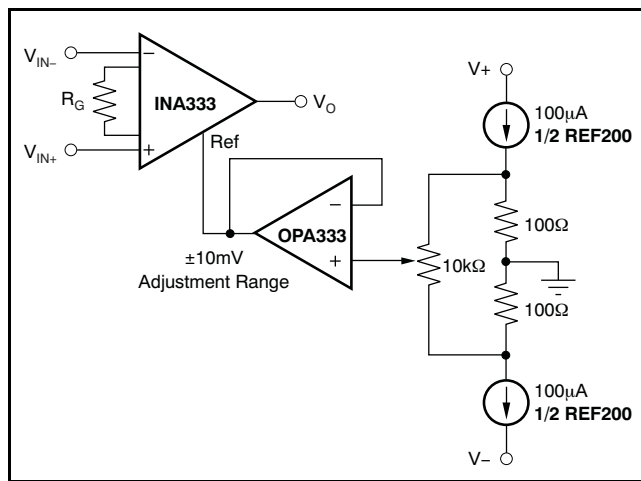 V+
V_IN−
100μA
1/2 REF200
R_G
INA333
V_O
V_IN+
Ref
100Ω
OPA333
±10mV
Adjustment Range
10kΩ
100Ω
100μA
1/2 REF200
V−
−
+
−
+